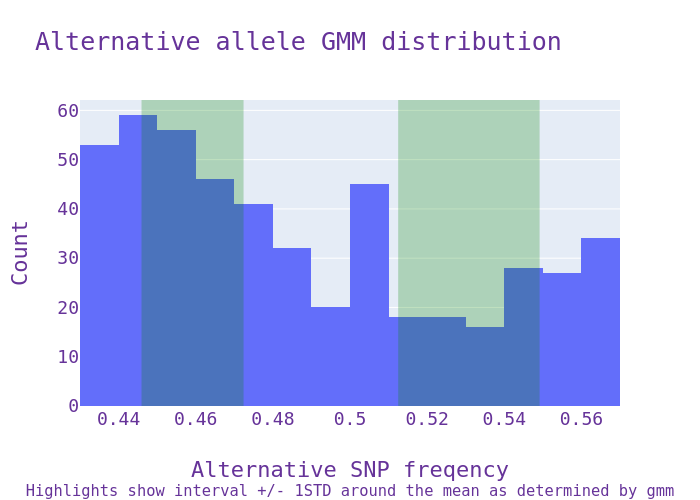 Alternative allele GMM distribution
60
50
40
30
20
10
0
Count
0.44 0.46 0.48 0.5 0.52 0.54 0.56
Alternative SNP freqency
Highlights show interval +/- 1STD around the mean as determined by gmm